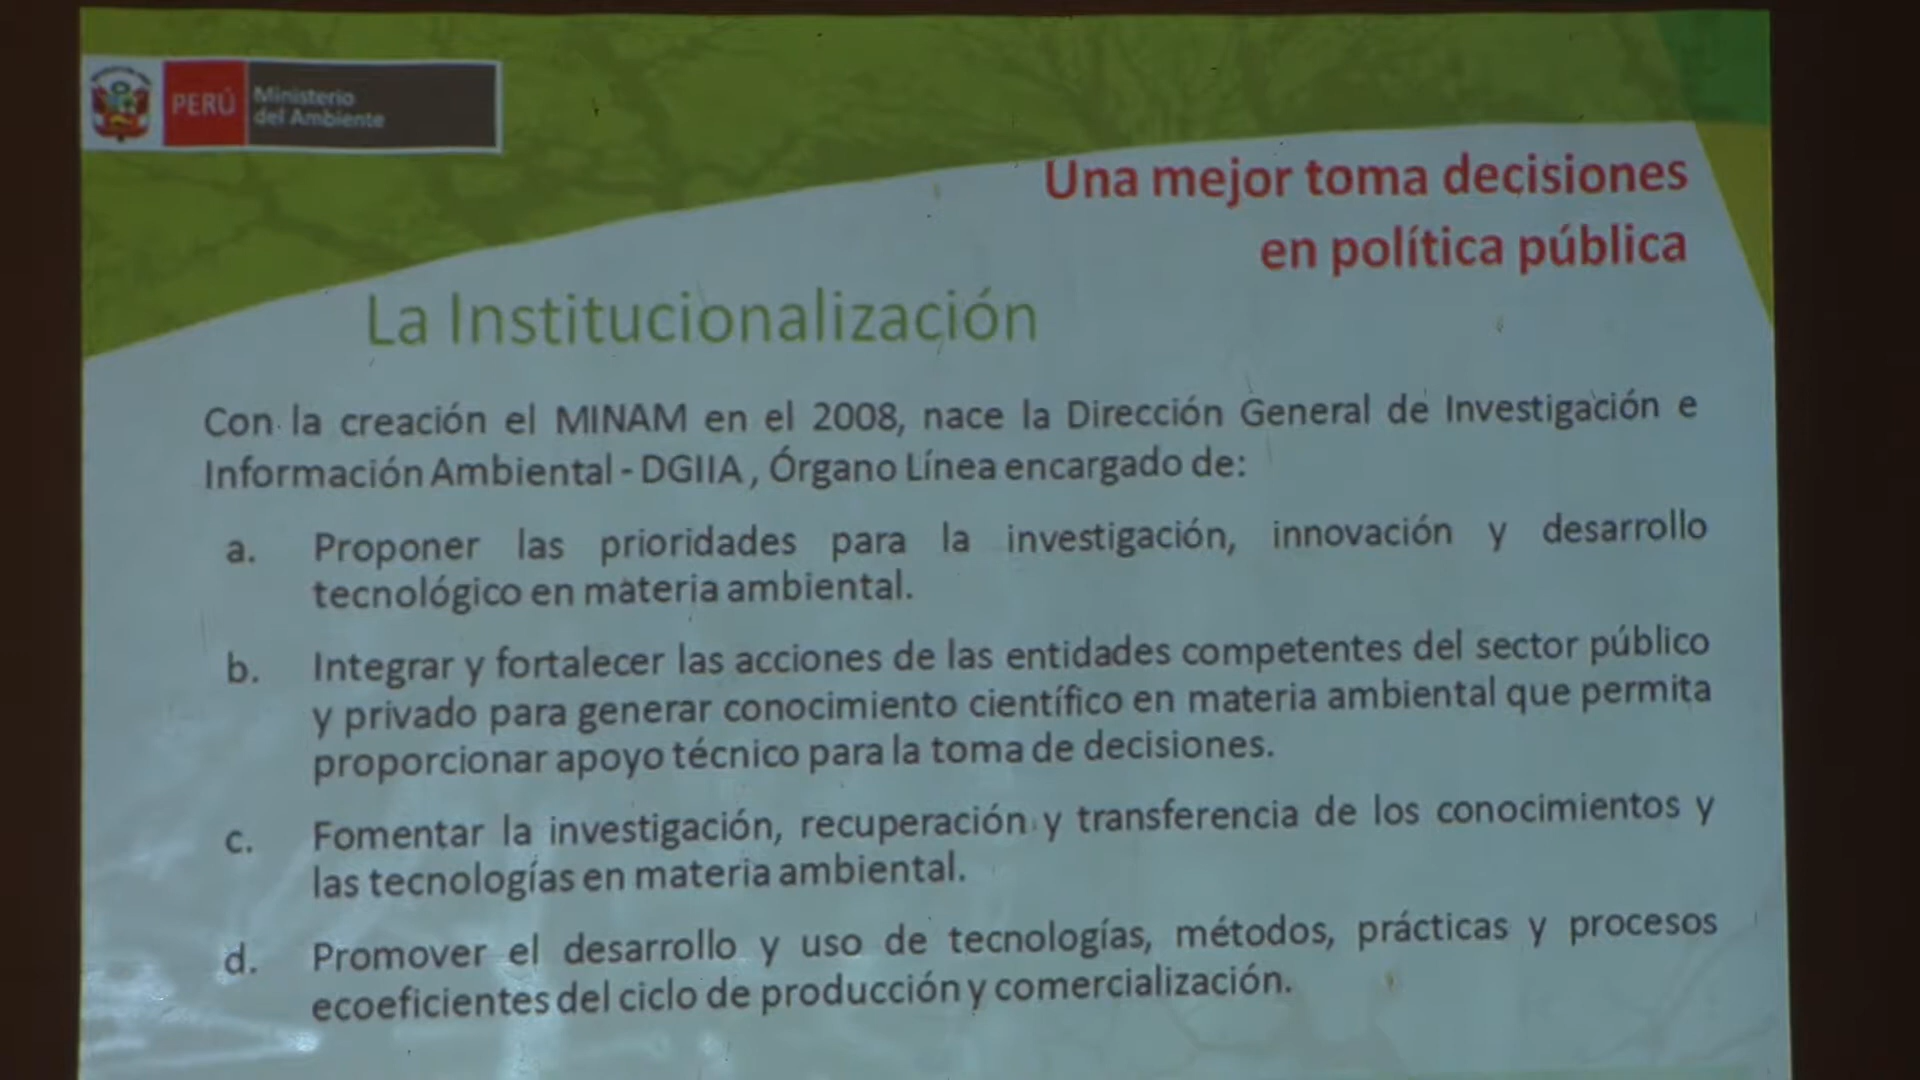 PERÚ
Ministerio
del Ambiente
Una mejor toma decisiones
en política pública
La Institucionalización
Con la creación el MINAM en el 2008, nace la Dirección General de Investigación e
Información Ambiental - DGIIA , Órgano Línea encargado de:
a. Proponer las prioridades para la investigación, innovación y desarrollo
tecnológico en materia ambiental.
b. Integrar y fortalecer las acciones de las entidades competentes del sector público
y privado para generar conocimiento científico en materia ambiental que permita
proporcionar apoyo técnico para la toma de decisiones.
c. Fomentar la investigación, recuperación y transferencia de los conocimientos y
las tecnologías en materia ambiental.
d. Promover el desarrollo y uso de tecnologías, métodos, prácticas y procesos
ecoeficientes del ciclo de producción y comercialización.